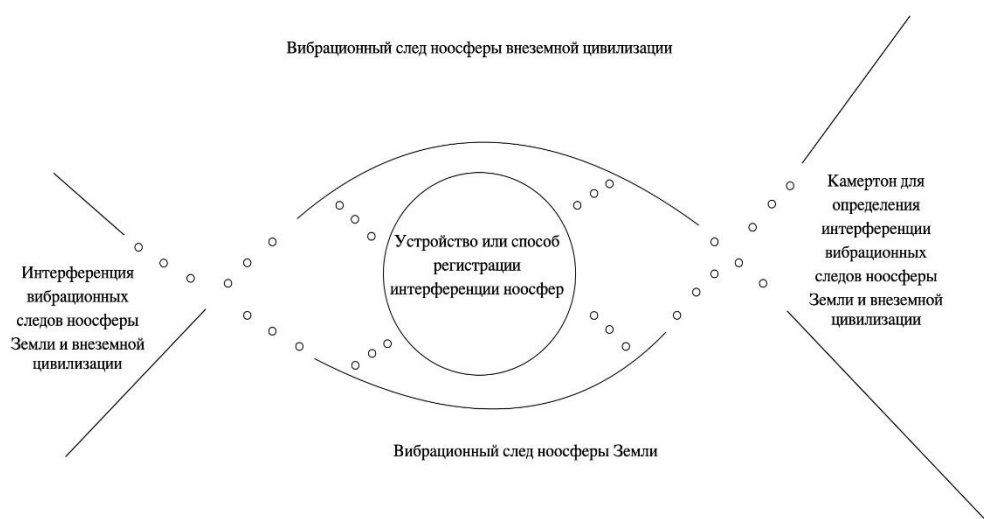 Вибрационный след ноосферы внеземной цивилизации
Устройство или способ
регистрации
интерференции ноосфер
Интерференция
вибрационных
следов ноосферы
Земли и внеземной
цивилизации
Камертон для
определения
интерференции
вибрационных
следов ноосферы
Земли и внеземной
цивилизации
Вибрационный след ноосферы Земли